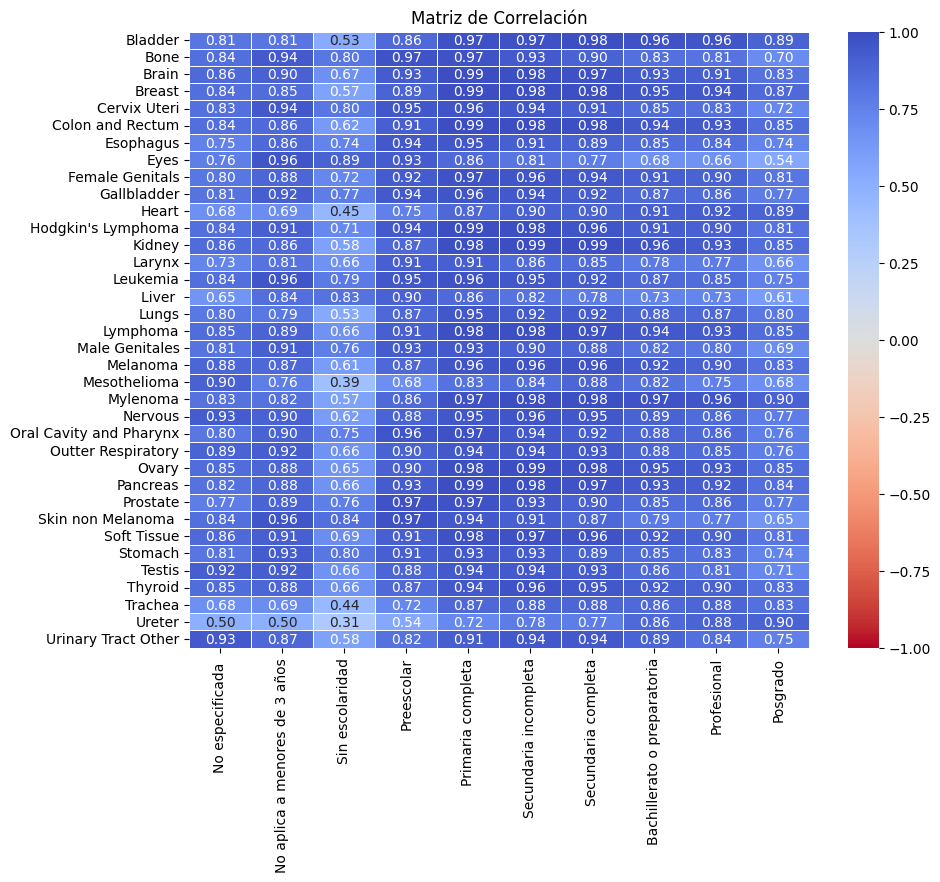 Matriz de Correlación
Bladder 0.81 0.81 0.53 0.86 0.97 0.97 0.98 0.96 0.96 0.89
Bone 0.84 0.94 0.80 0.97 0.97 0.93 0.90 0.83 0.81 0.70
Brain 0.86 0.90 0.67 0.93 0.99 0.98 0.97 0.93 0.91 0.83
Breast 0.84 0.85 0.57 0.89 0.99 0.98 0.98 0.95 0.94 0.87
Cervix Uteri 0.83 0.94 0.80 0.95 0.96 0.94 0.91 0.85 0.83 0.72
Colon and Rectum 0.84 0.86 0.62 0.91 0.99 0.98 0.98 0.94 0.93 0.85
Esophagus 0.75 0.86 0.74 0.94 0.95 0.91 0.89 0.85 0.84 0.74
Eyes 0.76 0.96 0.89 0.93 0.86 0.81 0.77 0.68 0.66 0.54
Female Genitals 0.80 0.88 0.72 0.92 0.97 0.96 0.94 0.91 0.90 0.81
Gallbladder 0.81 0.92 0.77 0.94 0.96 0.94 0.92 0.87 0.86 0.77
Heart 0.68 0.69 0.45 0.75 0.87 0.90 0.90 0.91 0.92 0.89
Hodgkin's Lymphoma 0.84 0.91 0.71 0.94 0.99 0.98 0.96 0.91 0.90 0.81
Kidney 0.86 0.86 0.58 0.87 0.98 0.99 0.99 0.96 0.93 0.85
Larynx 0.73 0.81 0.66 0.91 0.91 0.86 0.85 0.78 0.77 0.66
Leukemia 0.84 0.96 0.79 0.95 0.96 0.95 0.92 0.87 0.85 0.75
Liver 0.65 0.84 0.83 0.90 0.86 0.82 0.78 0.73 0.73 0.61
Lungs 0.80 0.79 0.53 0.87 0.95 0.92 0.92 0.88 0.87 0.80
Lymphoma 0.85 0.89 0.66 0.91 0.98 0.98 0.97 0.94 0.93 0.85
Male Genitales 0.81 0.91 0.76 0.93 0.93 0.90 0.88 0.82 0.80 0.69
Melanoma 0.88 0.87 0.61 0.87 0.96 0.96 0.96 0.92 0.90 0.83
Mesothelioma 0.90 0.76 0.39 0.68 0.83 0.84 0.88 0.82 0.75 0.68
Mylenoma 0.83 0.82 0.57 0.86 0.97 0.98 0.98 0.97 0.96 0.90
Nervous 0.93 0.90 0.62 0.88 0.95 0.96 0.95 0.89 0.86 0.77
Oral Cavity and Pharynx 0.80 0.90 0.75 0.96 0.97 0.94 0.92 0.88 0.86 0.76
Outter Respiratory 0.89 0.92 0.66 0.90 0.94 0.94 0.93 0.88 0.85 0.76
Ovary 0.85 0.88 0.65 0.90 0.98 0.99 0.98 0.95 0.93 0.85
Pancreas 0.82 0.88 0.66 0.93 0.99 0.98 0.97 0.93 0.92 0.84
Prostate 0.77 0.89 0.76 0.97 0.97 0.93 0.90 0.85 0.86 0.77
Skin non Melanoma 0.84 0.96 0.84 0.97 0.94 0.91 0.87 0.79 0.77 0.65
Soft Tissue 0.86 0.91 0.69 0.91 0.98 0.97 0.96 0.92 0.90 0.81
Stomach 0.81 0.93 0.80 0.91 0.93 0.93 0.89 0.85 0.83 0.74
Testis 0.92 0.92 0.66 0.88 0.94 0.94 0.93 0.86 0.81 0.71
Thyroid 0.85 0.88 0.66 0.87 0.94 0.96 0.95 0.92 0.90 0.83
Trachea 0.68 0.69 0.44 0.72 0.87 0.88 0.88 0.86 0.88 0.83
Ureter 0.50 0.50 0.31 0.54 0.72 0.78 0.77 0.86 0.88 0.90
Urinary Tract Other 0.93 0.87 0.58 0.82 0.91 0.94 0.94 0.89 0.84 0.75
No especificada
No aplica a menores de 3 años
Sin escolaridad
Preescolar
Primaria completa
Secundaria incompleta
Secundaria completa
Bachillerato o preparatoria
Profesional
Posgrado
1.00
0.75
0.50
0.25
0.00
−0.25
−0.50
−0.75
−1.00